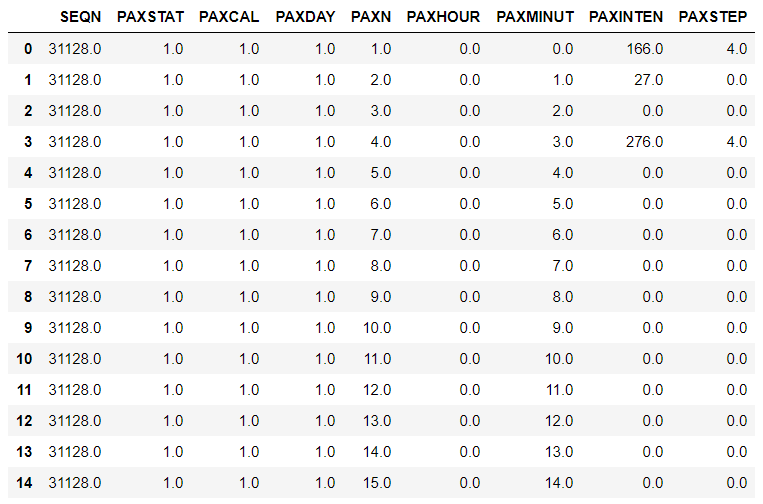 SEQN PAXSTAT PAXCAL PAXDAY PAXN PAXHOUR PAXMINUT PAXINTEN PAXSTEP
0 31128.0 1.0 1.0 1.0 1.0 0.0 0.0 166.0 4.0
1 31128.0 1.0 1.0 1.0 2.0 0.0 1.0 27.0 0.0
2 31128.0 1.0 1.0 1.0 3.0 0.0 2.0 0.0 0.0
3 31128.0 1.0 1.0 1.0 4.0 0.0 3.0 276.0 4.0
4 31128.0 1.0 1.0 1.0 5.0 0.0 4.0 0.0 0.0
5 31128.0 1.0 1.0 1.0 6.0 0.0 5.0 0.0 0.0
6 31128.0 1.0 1.0 1.0 7.0 0.0 6.0 0.0 0.0
7 31128.0 1.0 1.0 1.0 8.0 0.0 7.0 0.0 0.0
8 31128.0 1.0 1.0 1.0 9.0 0.0 8.0 0.0 0.0
9 31128.0 1.0 1.0 1.0 10.0 0.0 9.0 0.0 0.0
10 31128.0 1.0 1.0 1.0 11.0 0.0 10.0 0.0 0.0
11 31128.0 1.0 1.0 1.0 12.0 0.0 11.0 0.0 0.0
12 31128.0 1.0 1.0 1.0 13.0 0.0 12.0 0.0 0.0
13 31128.0 1.0 1.0 1.0 14.0 0.0 13.0 0.0 0.0
14 31128.0 1.0 1.0 1.0 15.0 0.0 14.0 0.0 0.0